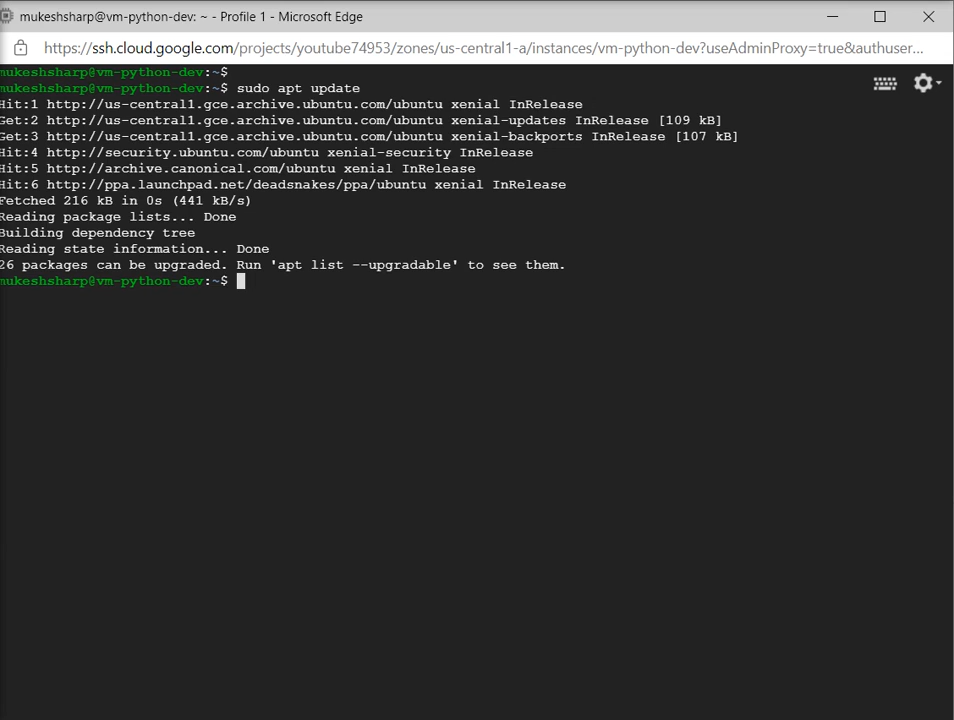 mukeshsharp@vm-python-dev: ~ - Profile 1 - Microsoft Edge
https://ssh.cloud.google.com/projects/youtube74953/zones/us-central1-a/instances/vm-python-dev?useAdminProxy=true&authuser...
mukeshsharp@vm-python-dev:~$
mukeshsharp@vm-python-dev:~$ sudo apt update
Hit:1 http://us-central1.gce.archive.ubuntu.com/ubuntu xenial InRelease
Get:2 http://us-central1.gce.archive.ubuntu.com/ubuntu xenial-updates InRelease [109 kB]
Get:3 http://us-central1.gce.archive.ubuntu.com/ubuntu xenial-backports InRelease [107 kB]
Hit:4 http://security.ubuntu.com/ubuntu xenial-security InRelease
Hit:5 http://archive.canonical.com/ubuntu xenial InRelease
Hit:6 http://ppa.launchpad.net/deadsnakes/ppa/ubuntu xenial InRelease
Fetched 216 kB in 0s (441 kB/s)
Reading package lists... Done
Building dependency tree
Reading state information... Done
26 packages can be upgraded. Run 'apt list --upgradable' to see them.
mukeshsharp@vm-python-dev:~$